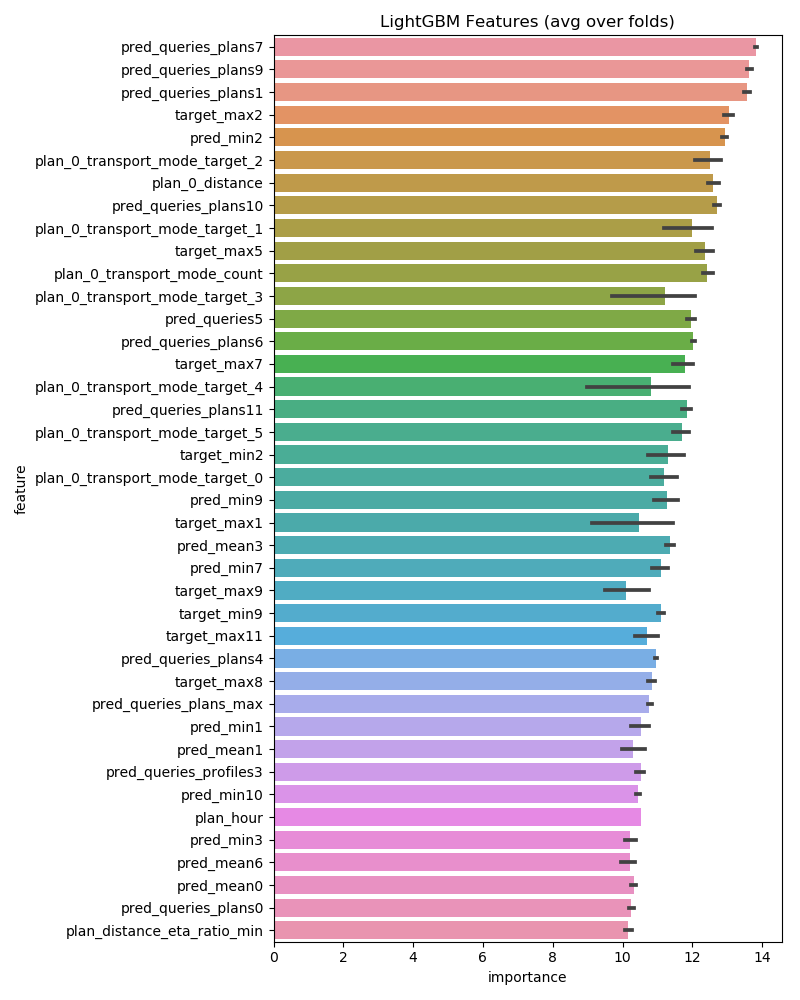 LightGBM Features (avg over folds)
pred_queries_plans7
pred_queries_plans9
pred_queries_plans1
target_max2
pred_min2
plan_0_transport_mode_target_2
plan_0_distance
pred_queries_plans10
plan_0_transport_mode_target_1
target_max5
plan_0_transport_mode_count
plan_0_transport_mode_target_3
pred_queries5
pred_queries_plans6
target_max7
plan_0_transport_mode_target_4
pred_queries_plans11
plan_0_transport_mode_target_5
target_min2
plan_0_transport_mode_target_0
pred_min9
target_max1
pred_mean3
pred_min7
target_max9
target_min9
target_max11
pred_queries_plans4
target_max8
pred_queries_plans_max
pred_min1
pred_mean1
pred_queries_profiles3
pred_min10
plan_hour
pred_min3
pred_mean6
pred_mean0
pred_queries_plans0
plan_distance_eta_ratio_min
feature
0 2 4 6 8 10 12 14
importance